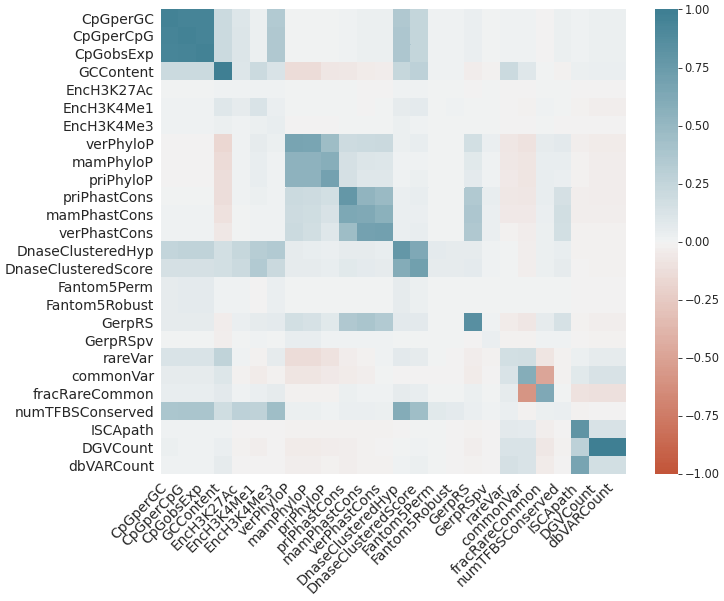 CpGperGC
CpGperCpG
CpGobsExp
GCContent
EncH3K27Ac
EncH3K4Me1
EncH3K4Me3
verPhyloP
mamPhyloP
priPhyloP
priPhastCons
mamPhastCons
verPhastCons
DnaseClusteredHyp
DnaseClusteredScore
Fantom5Perm
Fantom5Robust
GerpRS
GerpRSpv
rareVar
commonVar
fracRareCommon
numTFBSConserved
ISCApath
DGVCount
dbVARCount
CpGperGC
CpGperCpG
CpGobsExp
GCContent
EncH3K27Ac
EncH3K4Me1
EncH3K4Me3
verPhyloP
mamPhyloP
priPhyloP
priPhastCons
mamPhastCons
verPhastCons
DnaseClusteredHyp
DnaseClusteredScore
Fantom5Perm
Fantom5Robust
GerpRS
GerpRSpv
rareVar
commonVar
fracRareCommon
numTFBSConserved
ISCApath
DGVCount
dbVARCount
1.00
0.75
0.50
0.25
0.00
−0.25
−0.50
−0.75
−1.00